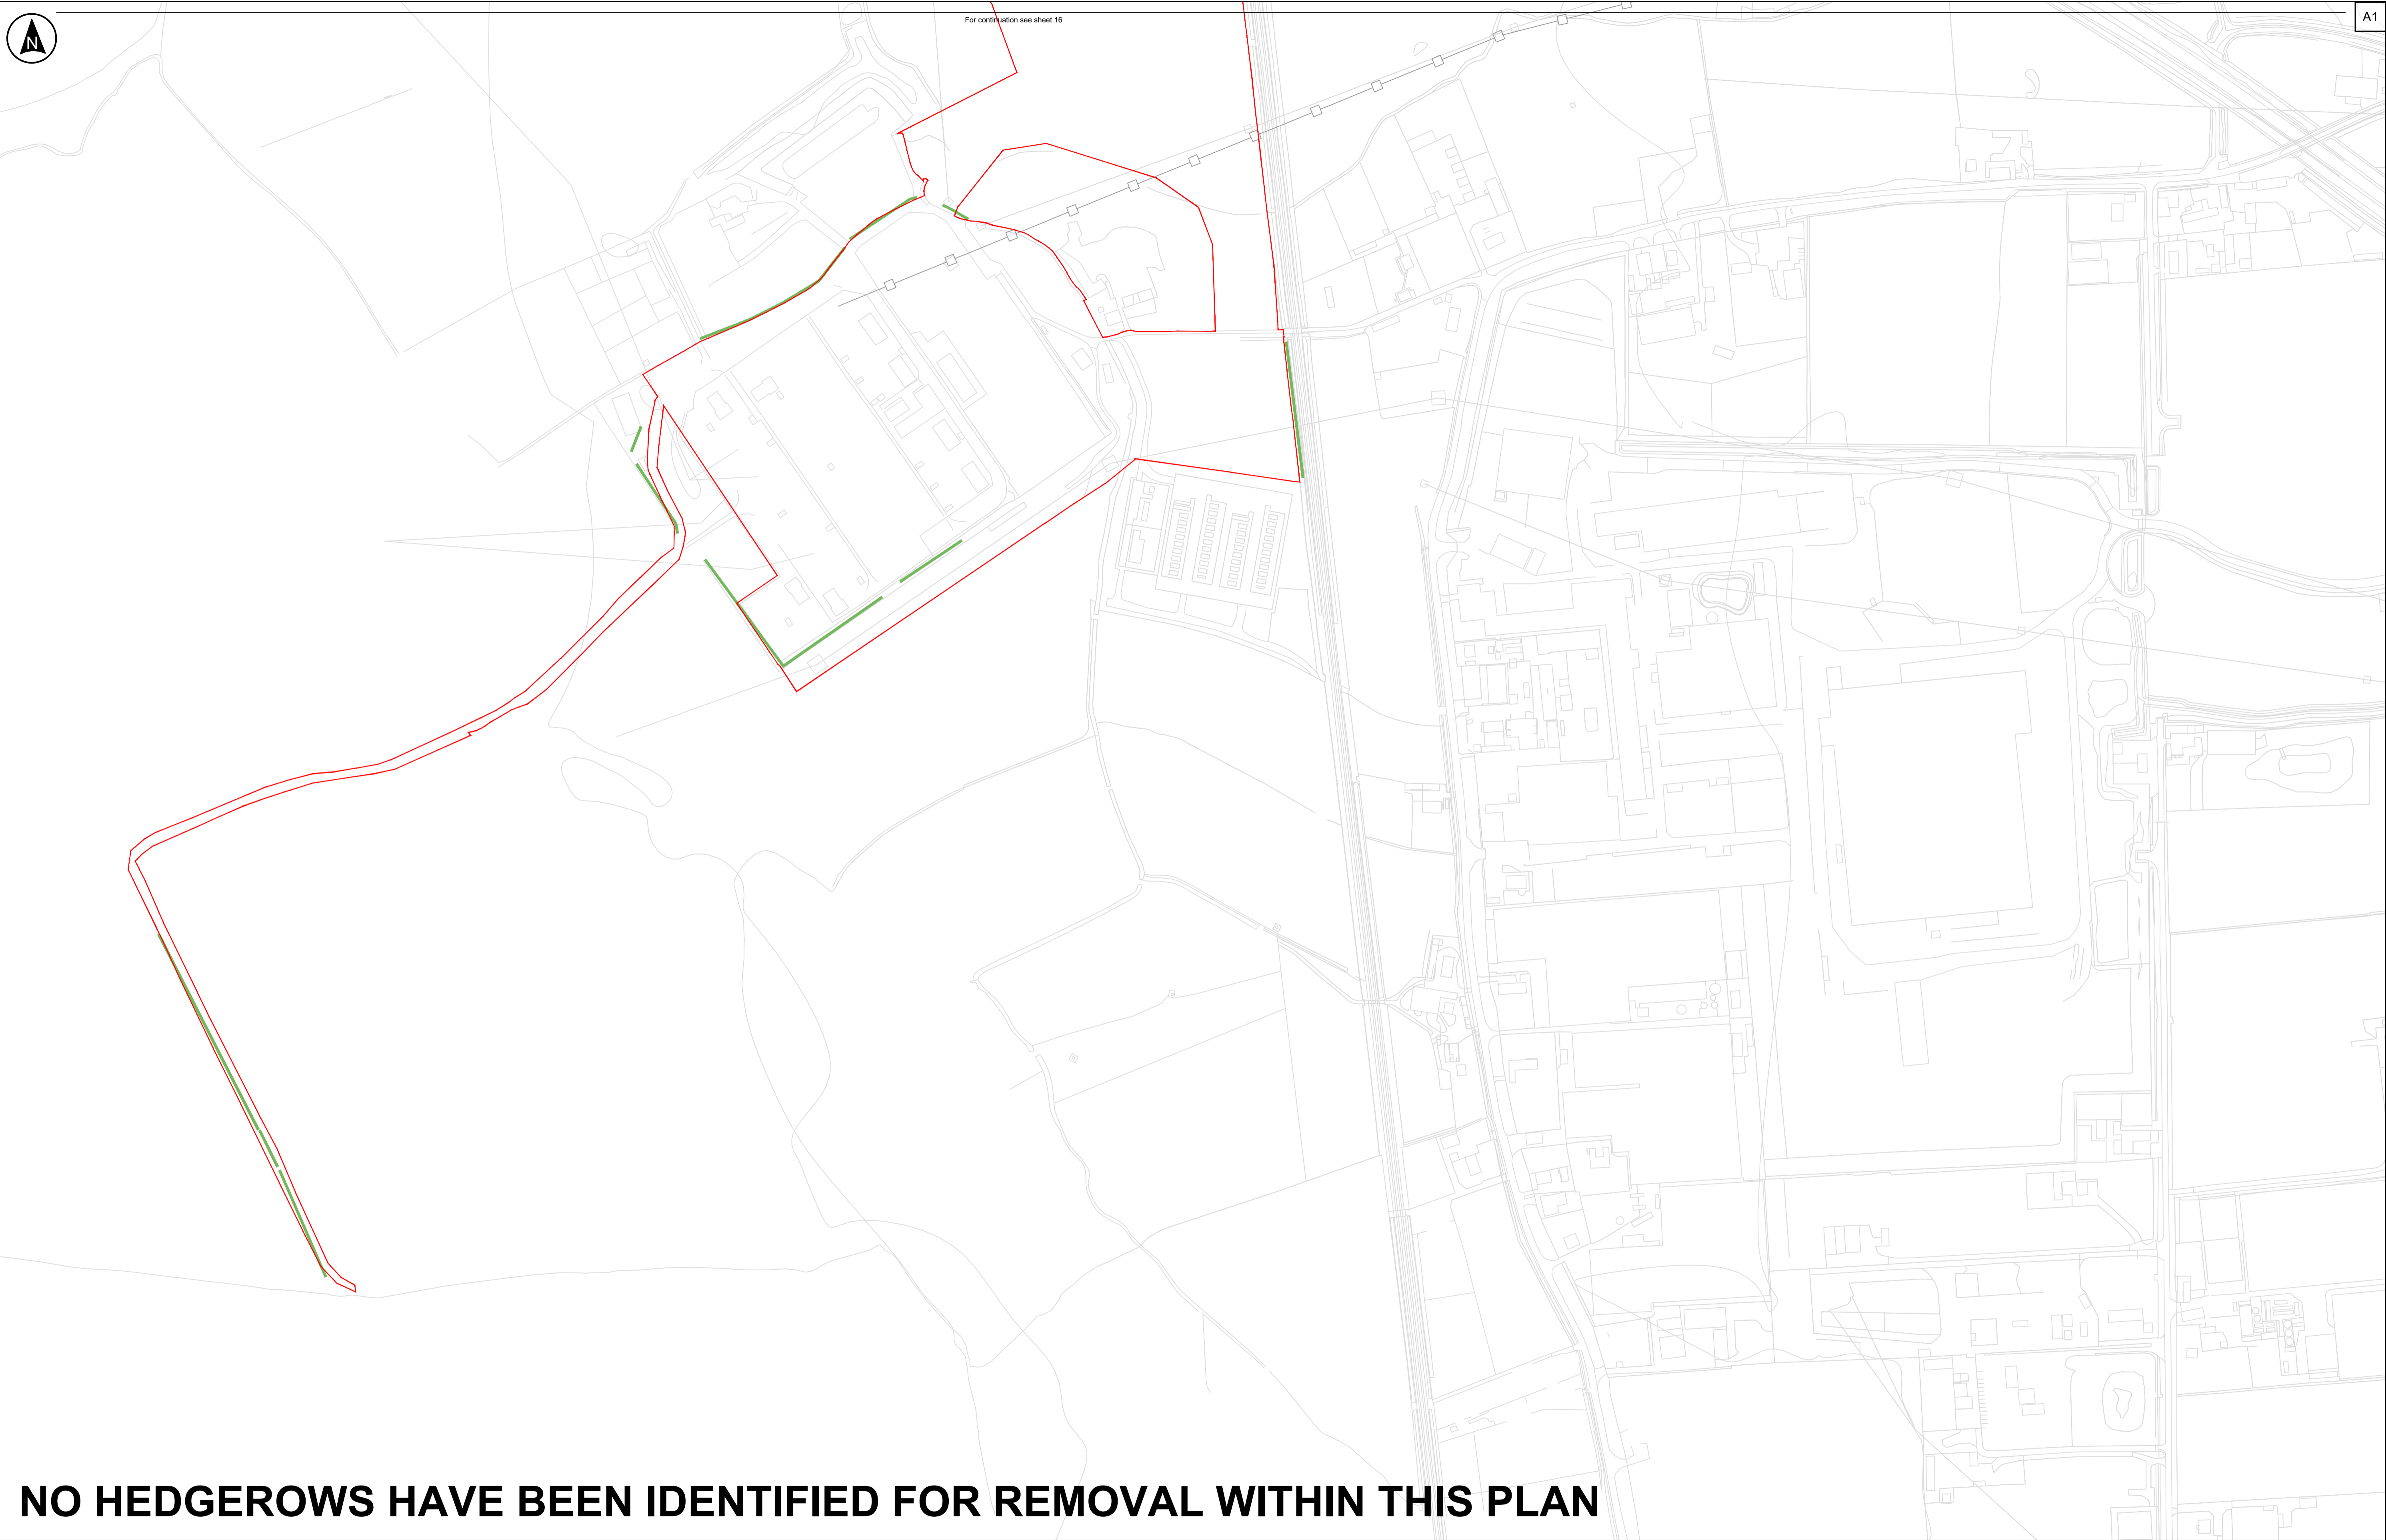 For continuation see sheet 16
A1
N
NO HEDGEROWS HAVE BEEN IDENTIFIED FOR REMOVAL WITHIN THIS PLAN